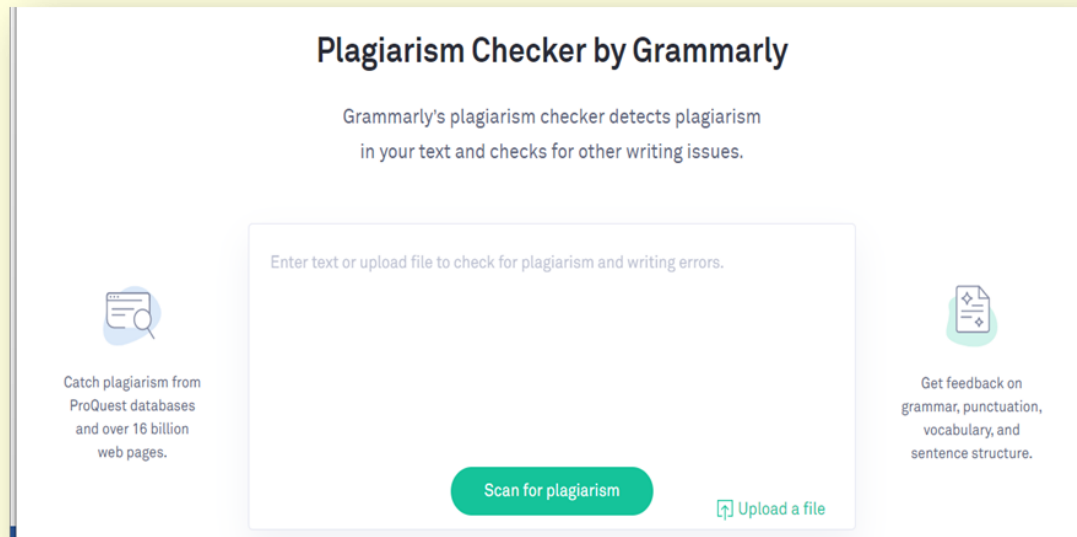 Plagiarism Checker by Grammarly
Grammarly's plagiarism checker detects plagiarism
in your text and checks for other writing issues.
Enter text or upload file to check for plagiarism and writing errors.
Catch plagiarism from
ProQuest databases
and over 16 billion
web pages.
Get feedback on
grammar, punctuation,
vocabulary, and
sentence structure.
Scan for plagiarism
Upload a file